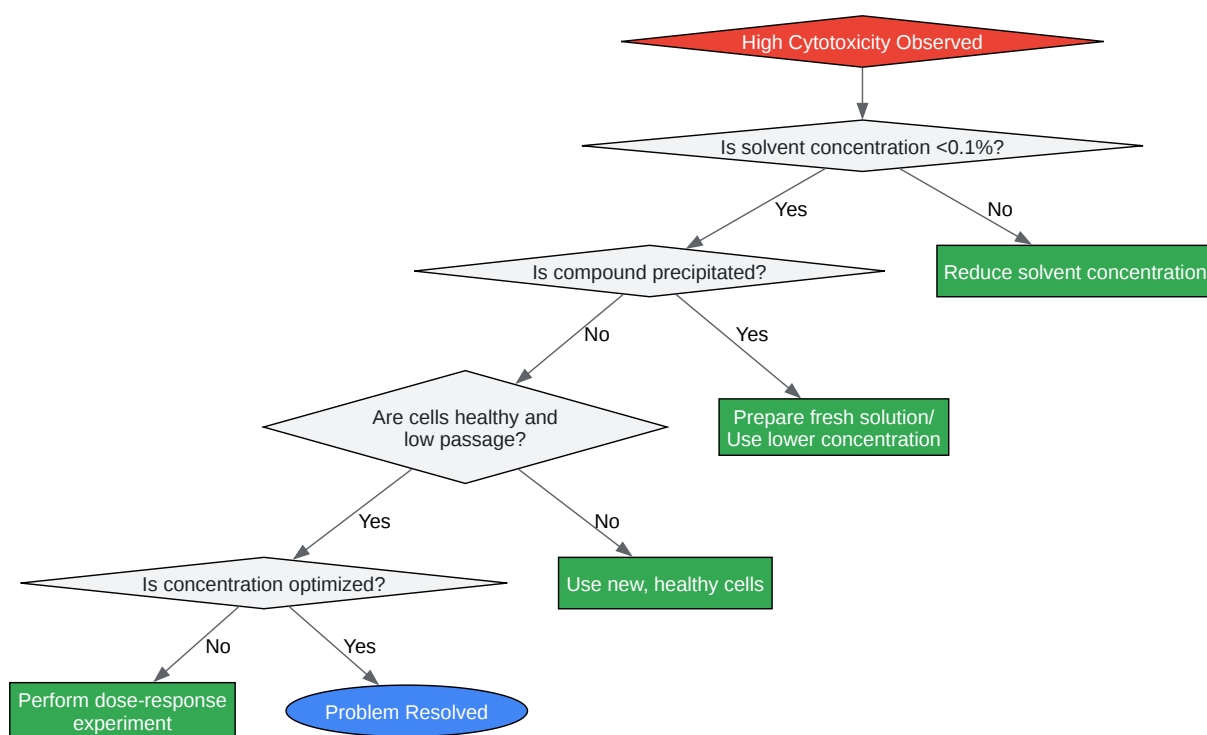 High Cytotoxicity Observed
Is solvent concentration <0.1%?
Yes
No
Is compound precipitated?
Reduce solvent concentration
No
Yes
Are cells healthy and
low passage?
Prepare fresh solution/
Use lower concentration
Yes
No
Is concentration optimized?
Use new, healthy cells
No
Yes
Perform dose-response
experiment
Problem Resolved